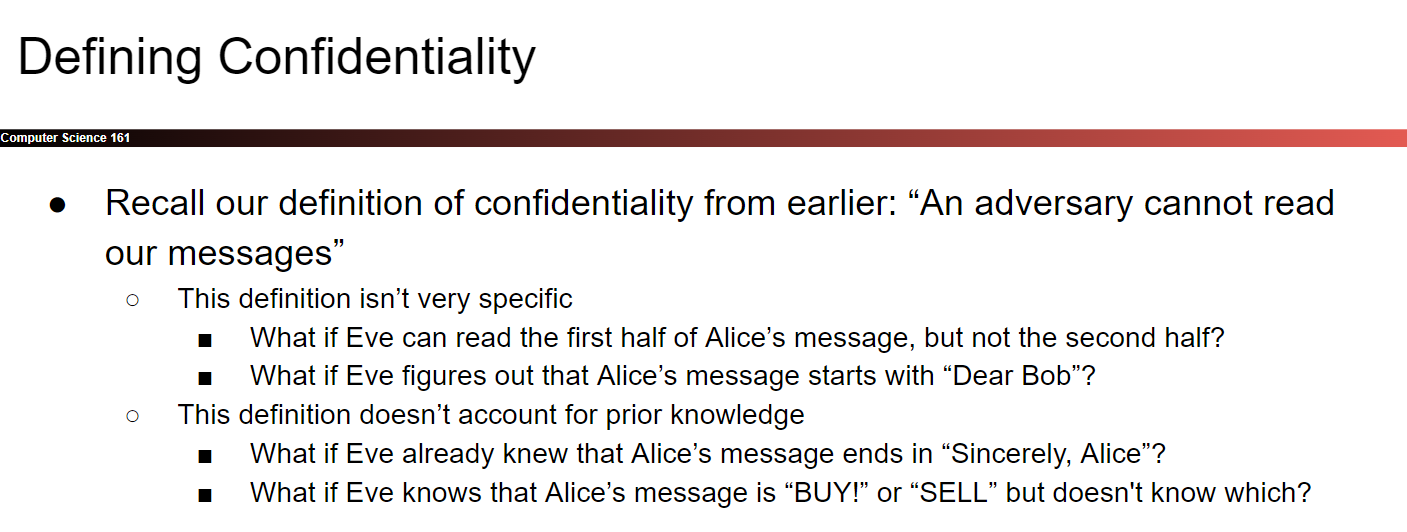 Defining Confidentiality
Computer Science 161
● Recall our definition of confidentiality from earlier: “An adversary cannot read
our messages”
○ This definition isn’t very specific
■ What if Eve can read the first half of Alice’s message, but not the second half?
■ What if Eve figures out that Alice’s message starts with “Dear Bob”?
○ This definition doesn’t account for prior knowledge
■ What if Eve already knew that Alice’s message ends in “Sincerely, Alice”?
■ What if Eve knows that Alice’s message is “BUY!” or “SELL” but doesn't know which?